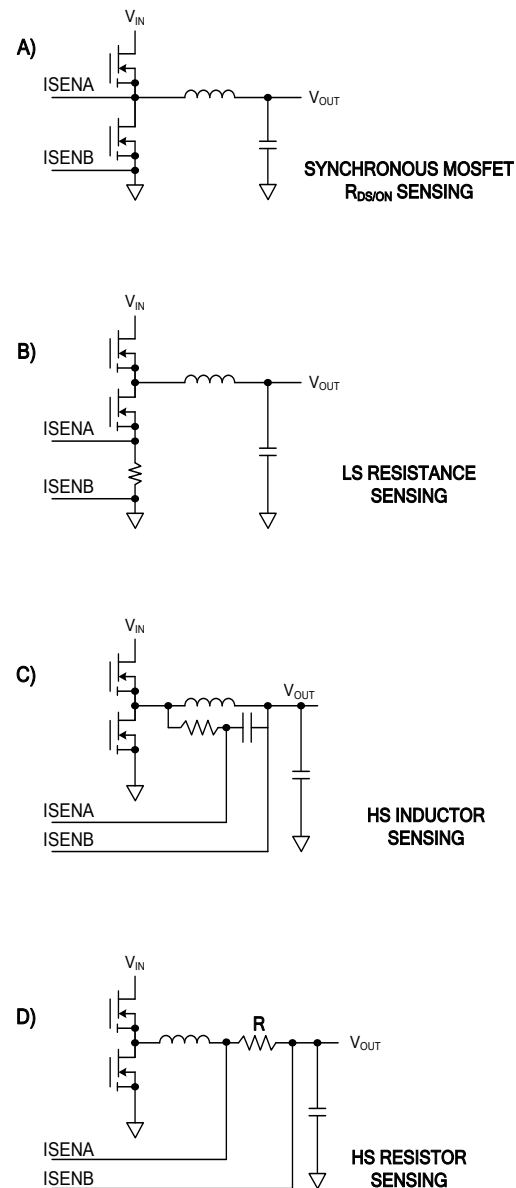 V_IN
A)
ISENA
V_OUT
ISENB
SYNCHRONOUS MOSFET
R_DS/ON SENSING
V_IN
B)
V_OUT
ISENA
LS RESISTANCE
SENSING
ISENB
V_IN
C)
V_OUT
ISENA
HS INDUCTOR
SENSING
ISENB
V_IN
D)
R
V_OUT
ISENA
HS RESISTOR
SENSING
ISENB